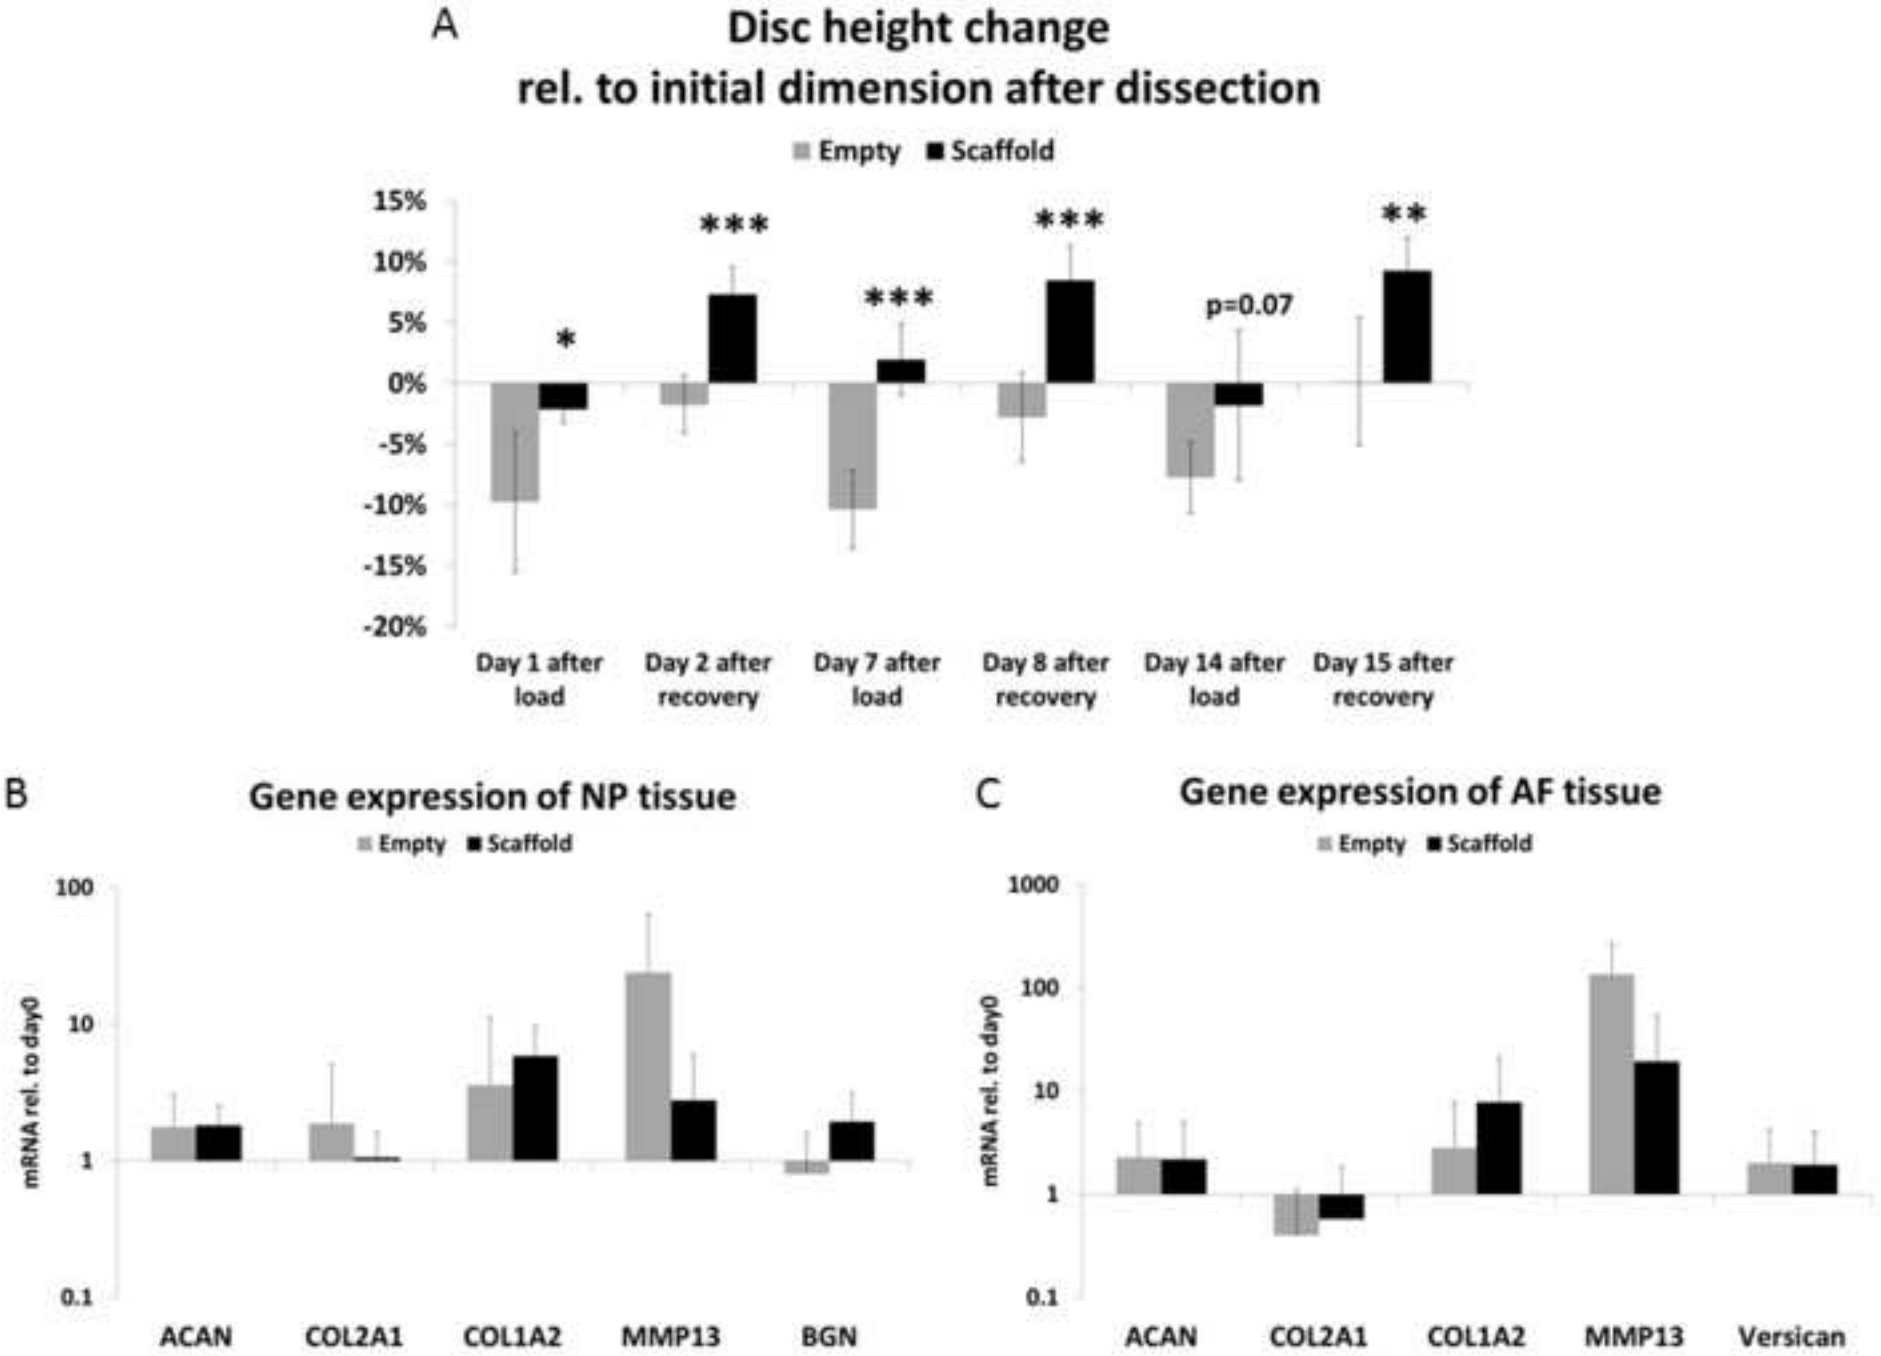 A
Disc height change
rel. to initial dimension after dissection
Empty Scaffold
15%
10%
5%
0%
-5%
-10%
-15%
-20%
*
***
***
***
p=0.07
**
Day 1 after load
Day 2 after recovery
Day 7 after load
Day 8 after recovery
Day 14 after load
Day 15 after recovery
B
Gene expression of NP tissue
Empty Scaffold
mRNA rel. to day0
100
10
1
0.1
ACAN COL2A1 COL1A2 MMP13 BGN
C
Gene expression of AF tissue
Empty Scaffold
mRNA rel. to day0
1000
100
10
1
0.1
ACAN COL2A1 COL1A2 MMP13 Versican